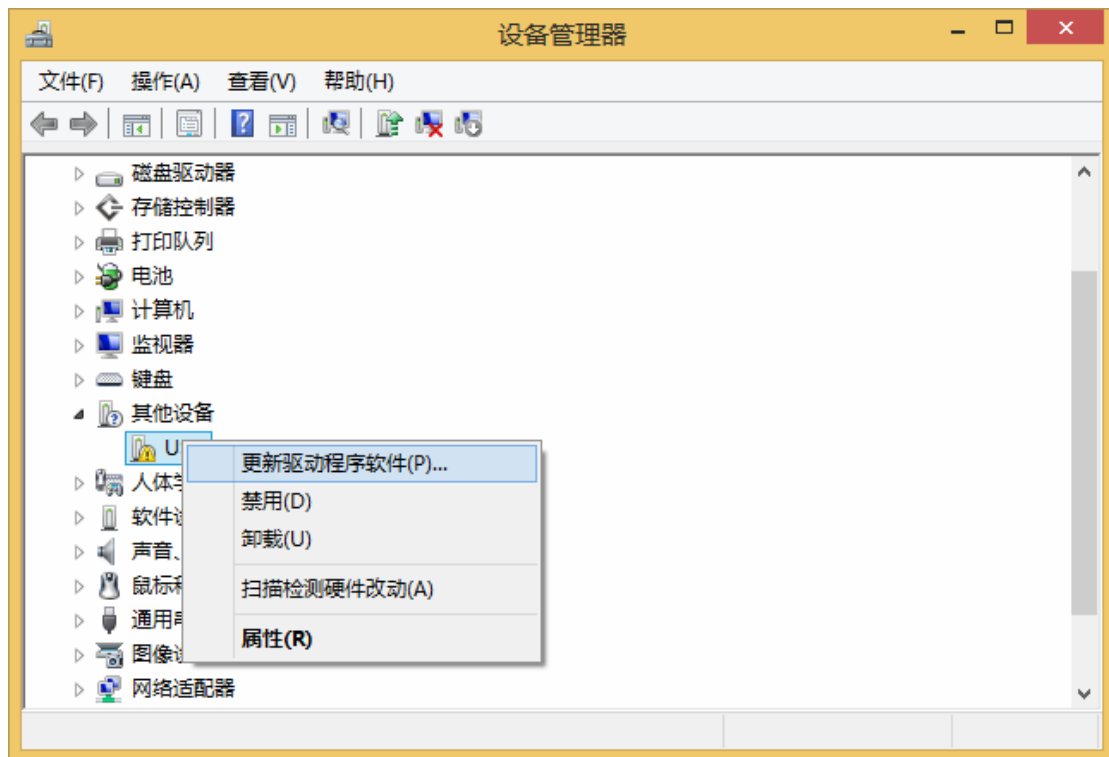 设备管理器
文件(F) 操作(A) 查看(V) 帮助(H)
磁盘驱动器
存储控制器
打印队列
电池
计算机
监视器
键盘
其他设备
U
更新驱动程序软件(P)...
人体
禁用(D)
软件
卸载(U)
声音、
鼠标
扫描检测硬件改动(A)
通用
属性(R)
图像
网络适配器